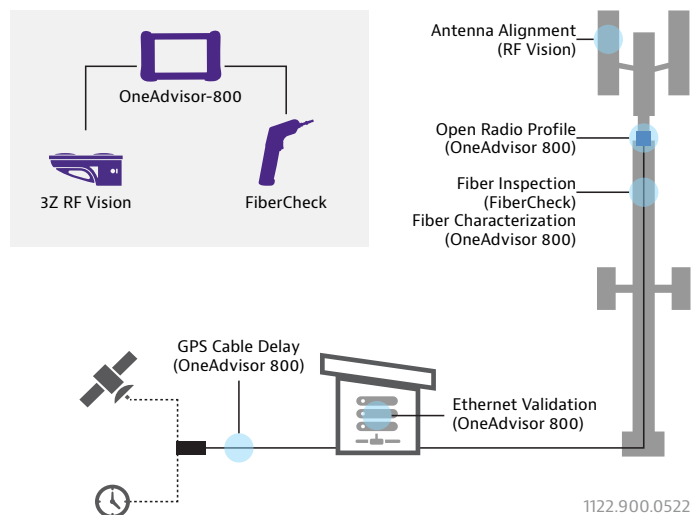 OneAdvisor-800
3Z RF Vision
FiberCheck
Antenna Alignment
(RF Vision)
Open Radio Profile
(OneAdvisor 800)
Fiber Inspection
(FiberCheck)
Fiber Characterization
(OneAdvisor 800)
GPS Cable Delay
(OneAdvisor 800)
Ethernet Validation
(OneAdvisor 800)
1122.900.0522